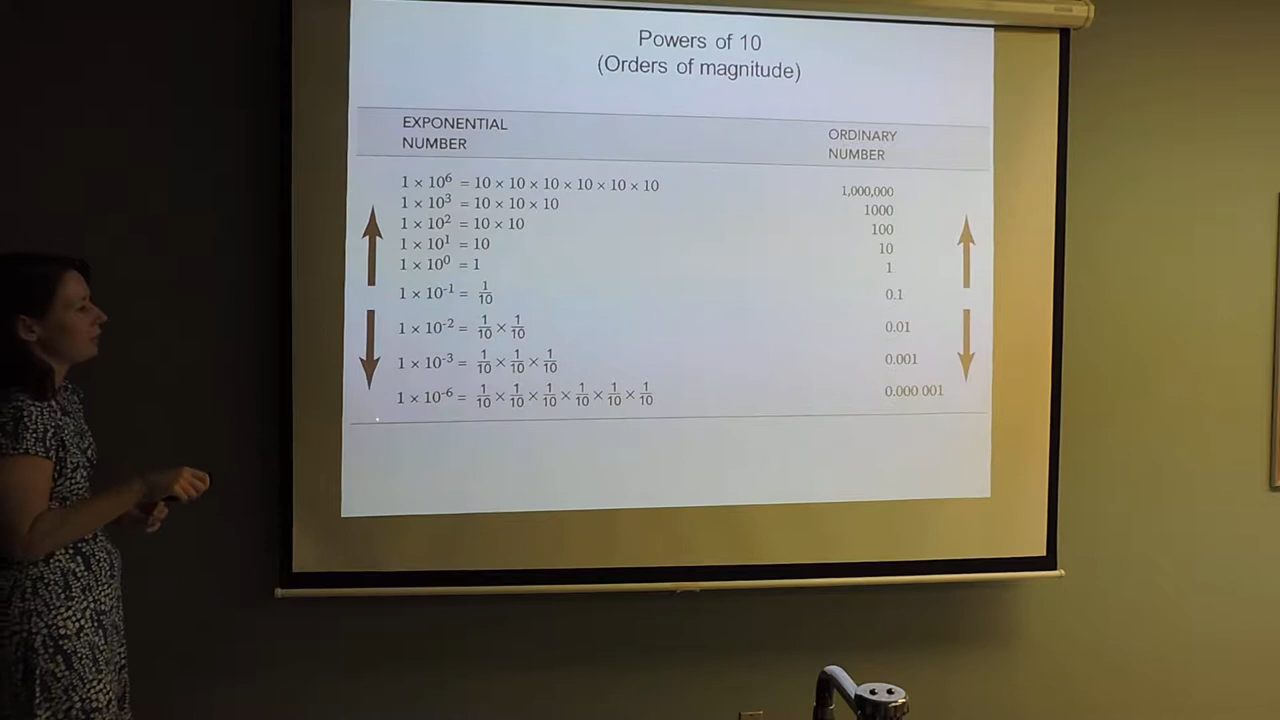 Powers of 10
(Orders of magnitude)
EXPONENTIAL
NUMBER
ORDINARY
NUMBER
1 × 10⁶ = 10 × 10 × 10 × 10 × 10 × 10 1,000,000
1 × 10³ = 10 × 10 × 10 1000
1 × 10² = 10 × 10 100
1 × 10¹ = 10 10
1 × 10⁰ = 1 1
1 × 10⁻¹ = 1/10 0.1
1 × 10⁻² = 1/10 × 1/10 0.01
1 × 10⁻³ = 1/10 × 1/10 × 1/10 0.001
1 × 10⁻⁶ = 1/10 × 1/10 × 1/10 × 1/10 × 1/10 × 1/10 0.000 001